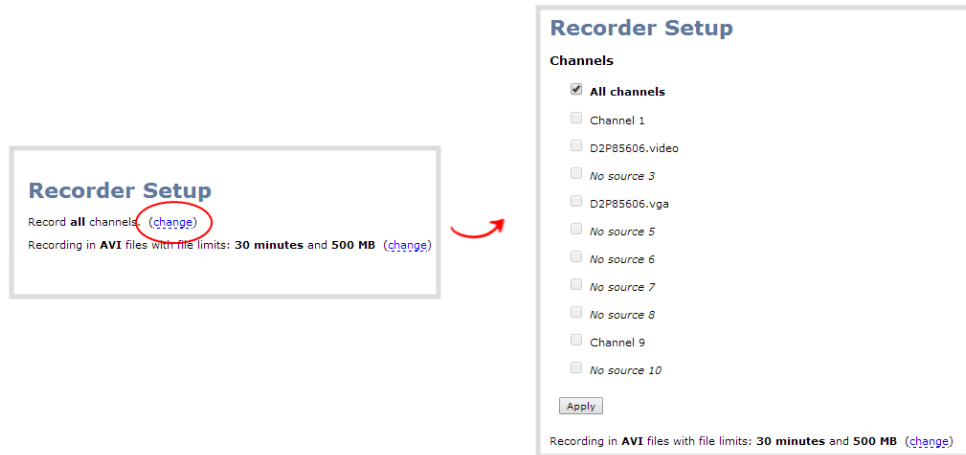 Recorder Setup
Record all channels. (change)
Recording in AVI files with file limits: 30 minutes and 500 MB (change)
Recorder Setup
Channels
All channels
Channel 1
D2P85606.video
No source 3
D2P85606.vga
No source 5
No source 6
No source 7
No source 8
Channel 9
No source 10
Apply
Recording in AVI files with file limits: 30 minutes and 500 MB (change)